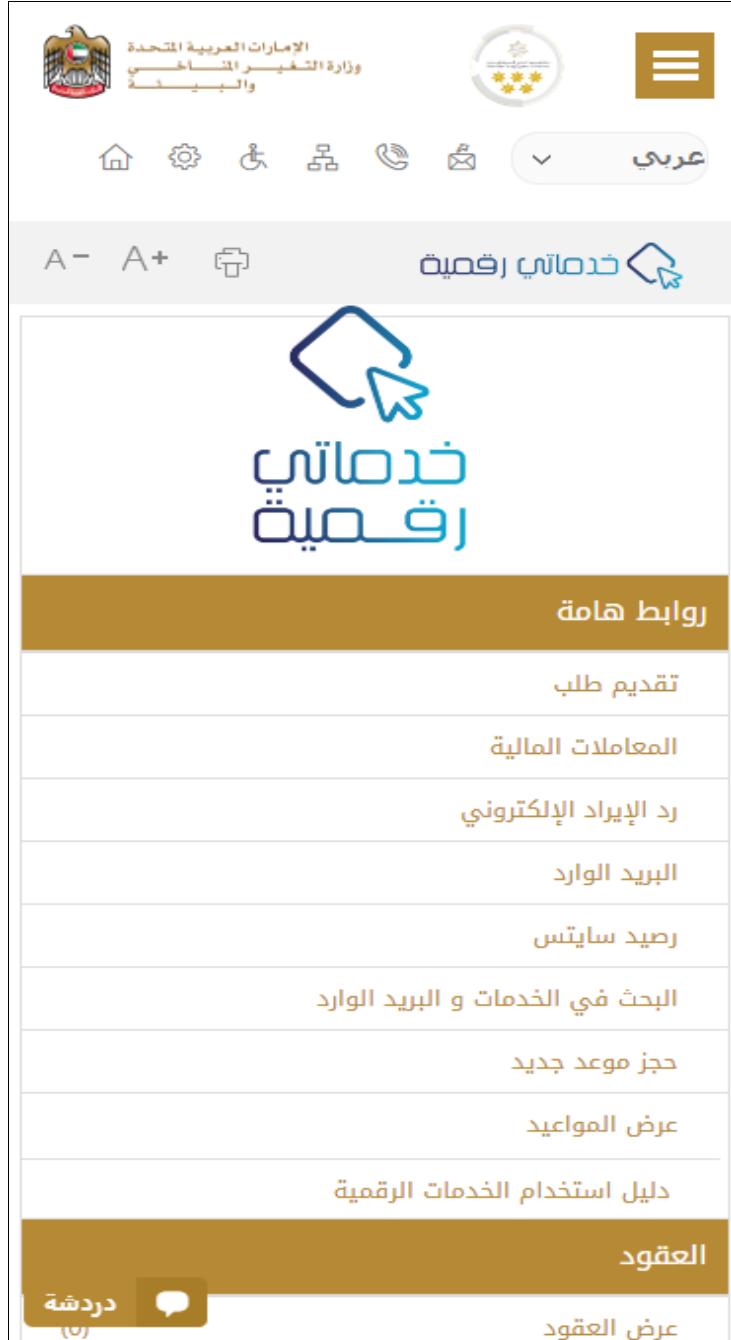 الإمارات العربية المتحدة
وزارة التغيير المناخي
والبيئة
عربي
A- A+
خدماتي رقمية
خدماتي
رقمية
روابط هامة
تقديم طلب
المعاملات المالية
رد الإيراد الإلكتروني
البريد الوارد
رصيد سايتس
البحث في الخدمات و البريد الوارد
حجز موعد جديد
عرض المواعيد
دليل استخدام الخدمات الرقمية
العقود
دردشة
عرض العقود
(0)